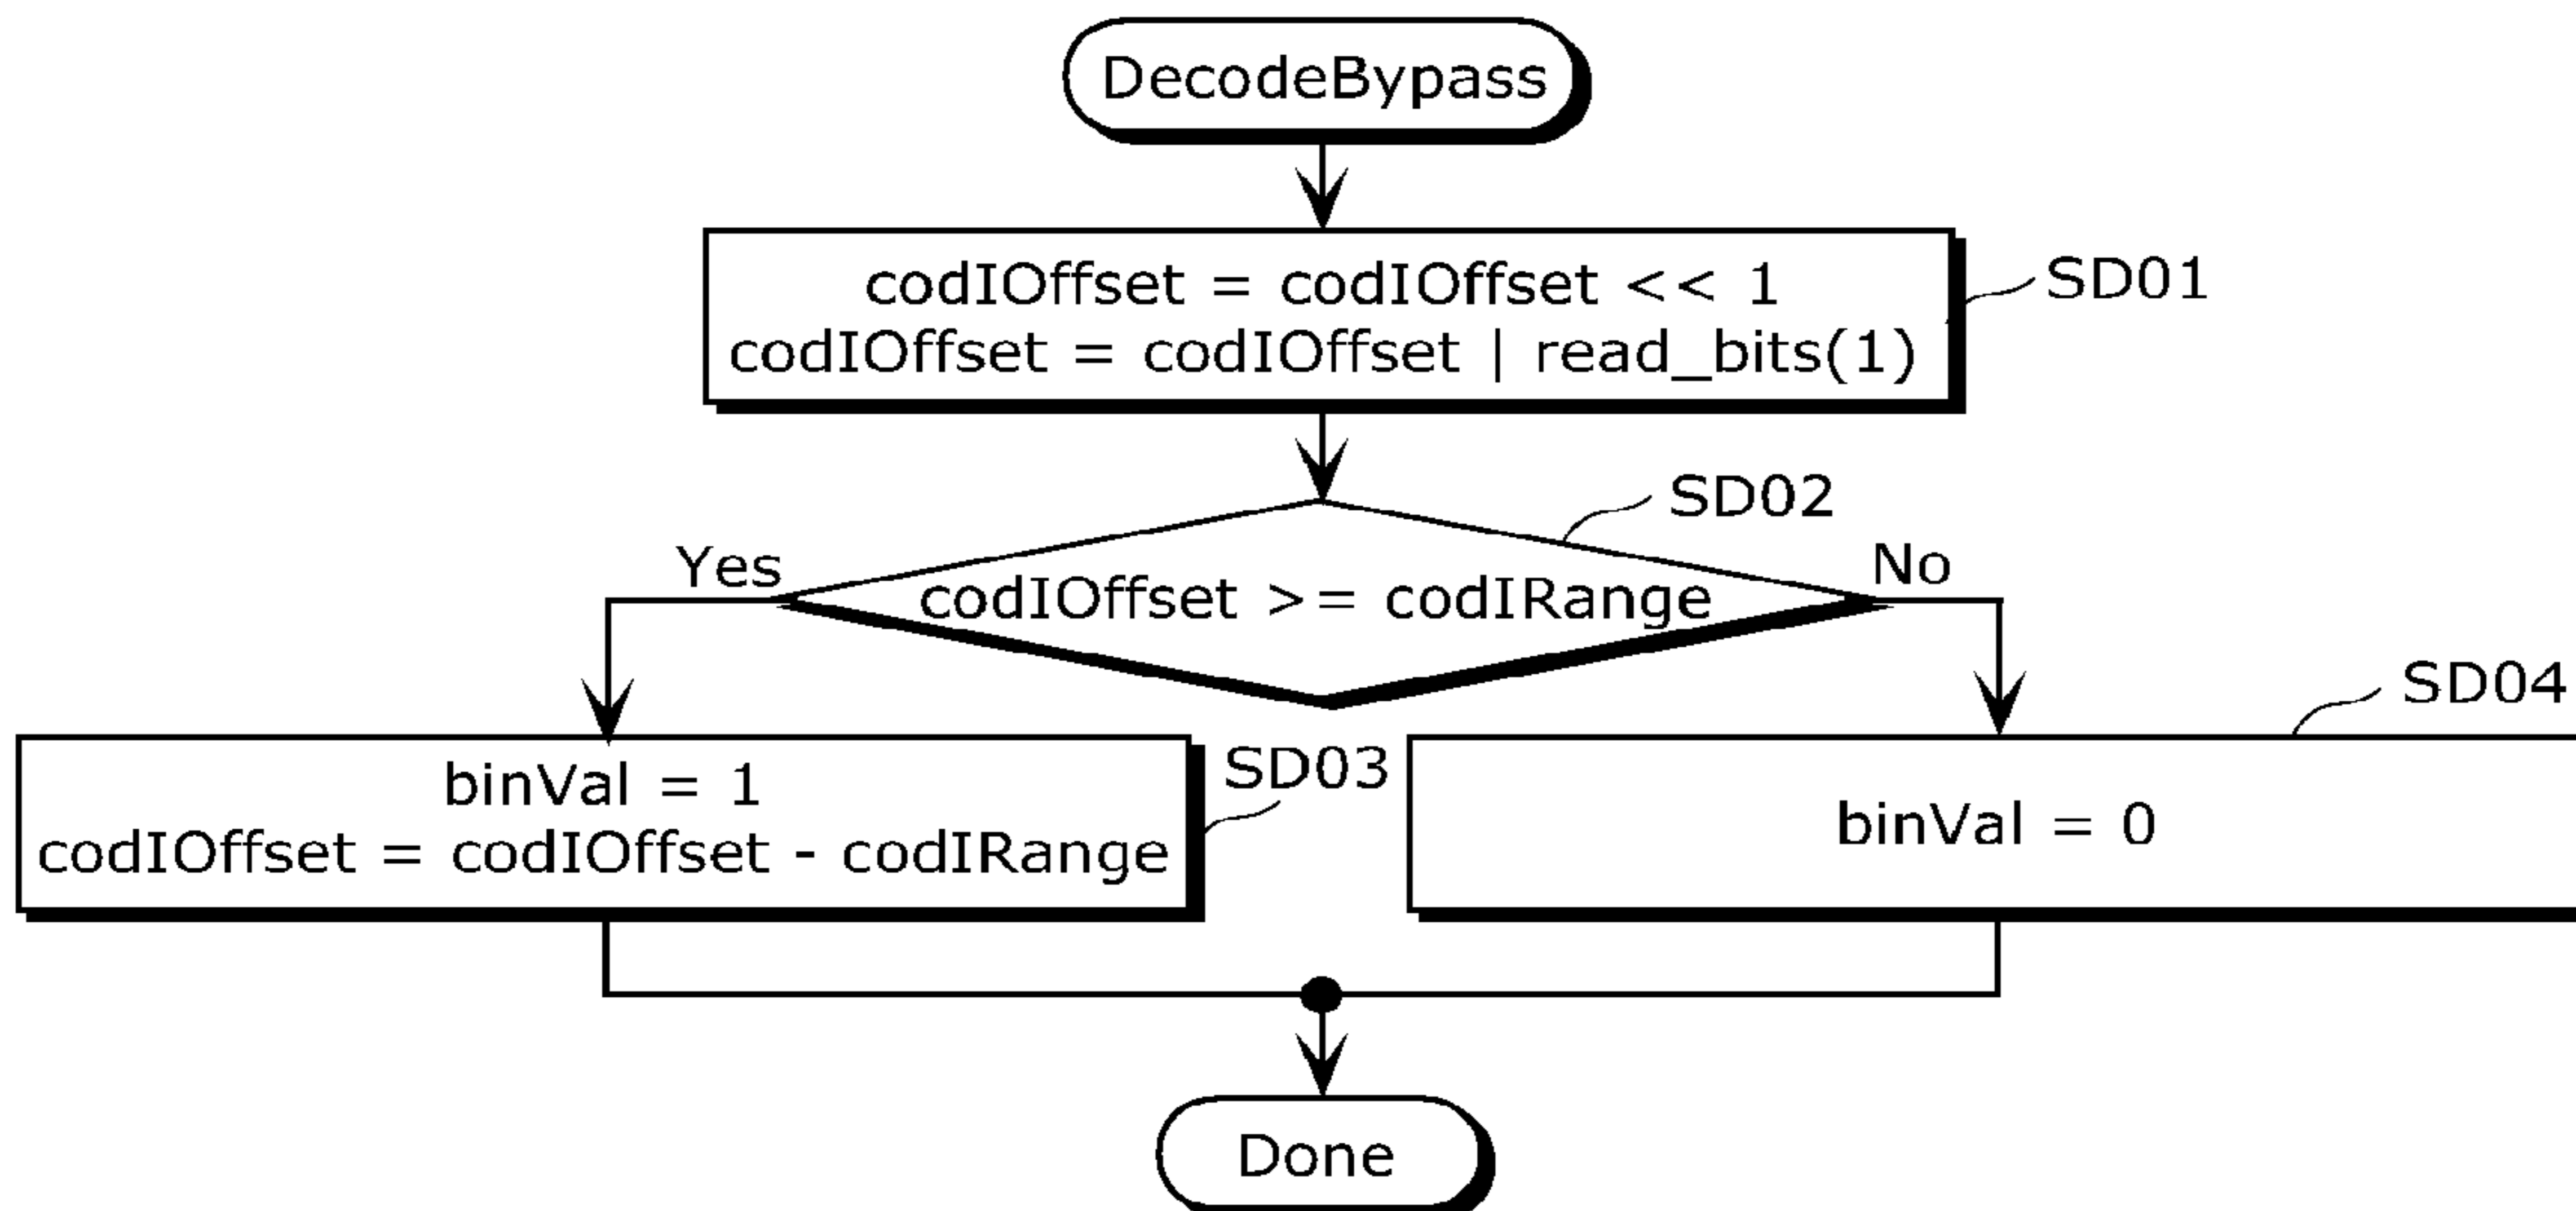 DecodeBypass
codIOffset = codIOffset << 1
codIOffset = codIOffset | read_bits(1)
SD01
SD02
Yes
codIOffset >= codIRange
No
SD04
binVal = 1
codIOffset = codIOffset - codIRange
SD03
binVal = 0
Done